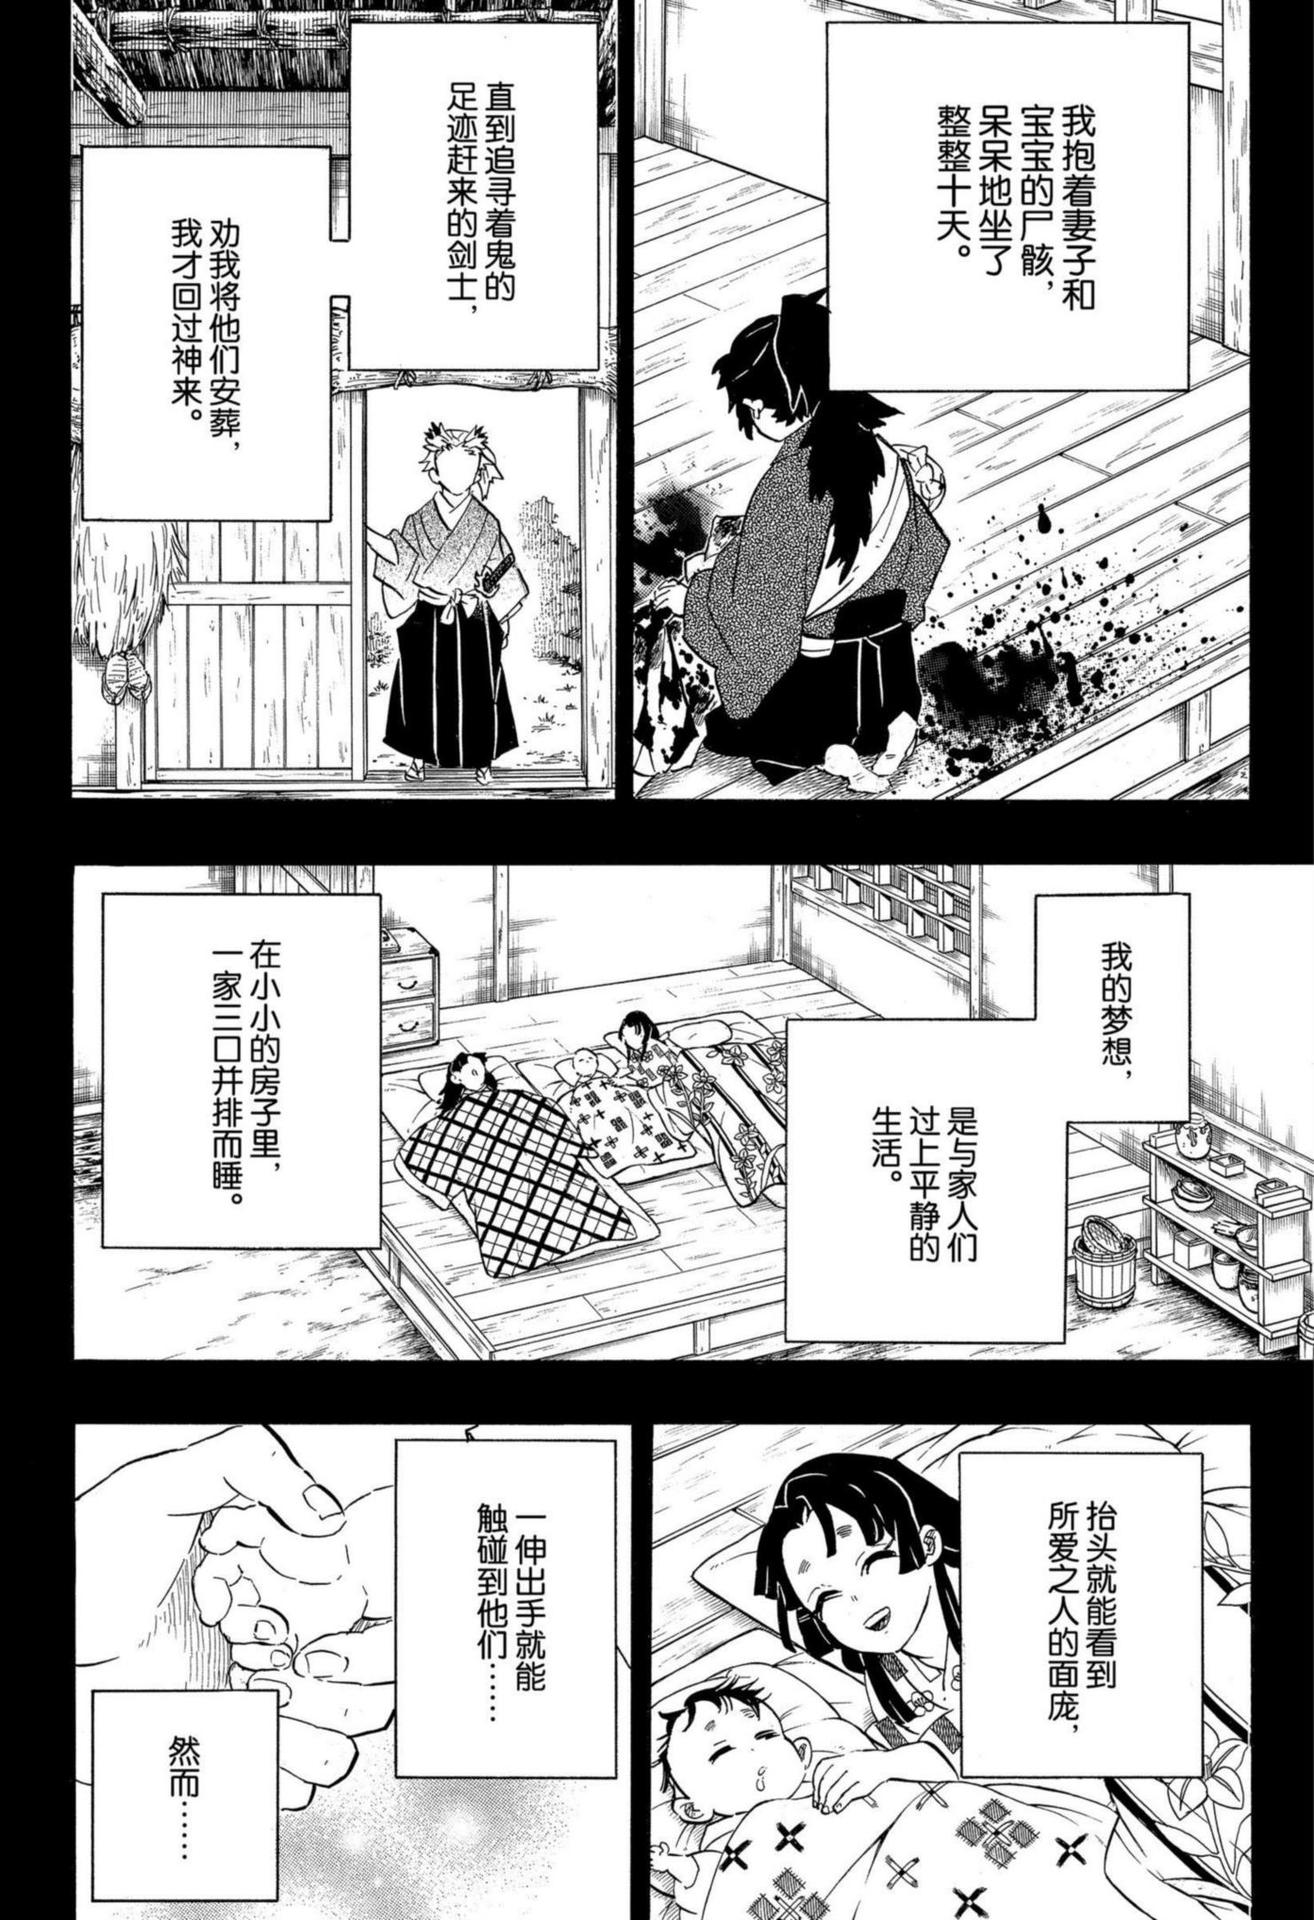 我抱着妻子和
宝宝的尸骸，
呆呆地坐了
整整十天。
直到追寻着鬼的
足迹赶来的剑士，
劝我将他们安葬，
我才回过神来。
我的梦想，
是与家人们
过上平静的
生活。
在小小的房子里，
一家三口并排而睡。
抬头就能看到
所爱之人的面庞，
一伸出手就能
触碰到他们……
然而……